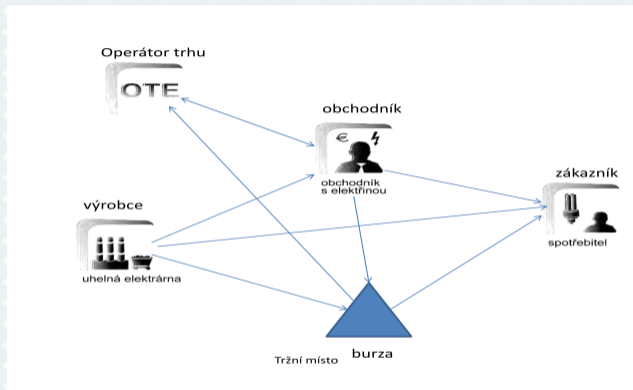 Operátor trhu
OTE
obchodník
€
obchodník
s elektřinou
zákazník
spotřebitel
výrobce
uhelná elektrárna
Tržní místo
burza